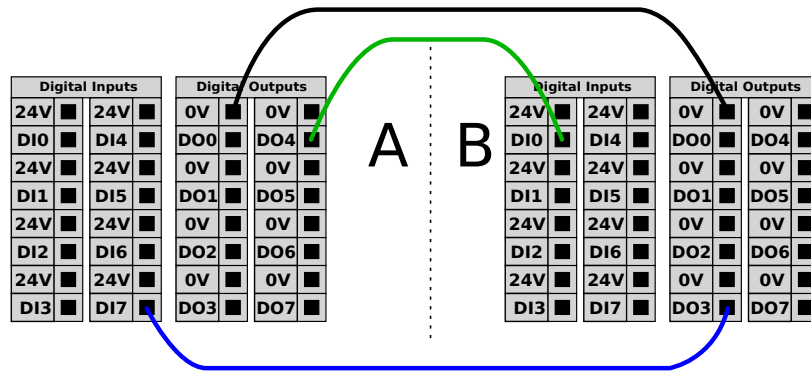 Digital Inputs Digital Outputs Digital Inputs Digital Outputs
24V 24V 0V 0V 24V 24V 0V 0V
DI0 DI4 DO0 DO4 A B DI0 DI4 DO0 DO4
24V 24V 0V 0V 24V 24V 0V 0V
DI1 DI5 DO1 DO5 DI1 DI5 DO1 DO5
24V 24V 0V 0V 24V 24V 0V 0V
DI2 DI6 DO2 DO6 DI2 DI6 DO2 DO6
24V 24V 0V 0V 24V 24V 0V 0V
DI3 DI7 DO3 DO7 DI3 DI7 DO3 DO7